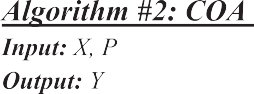 Algorithm #2: COA
Input: X, P
Output: Y